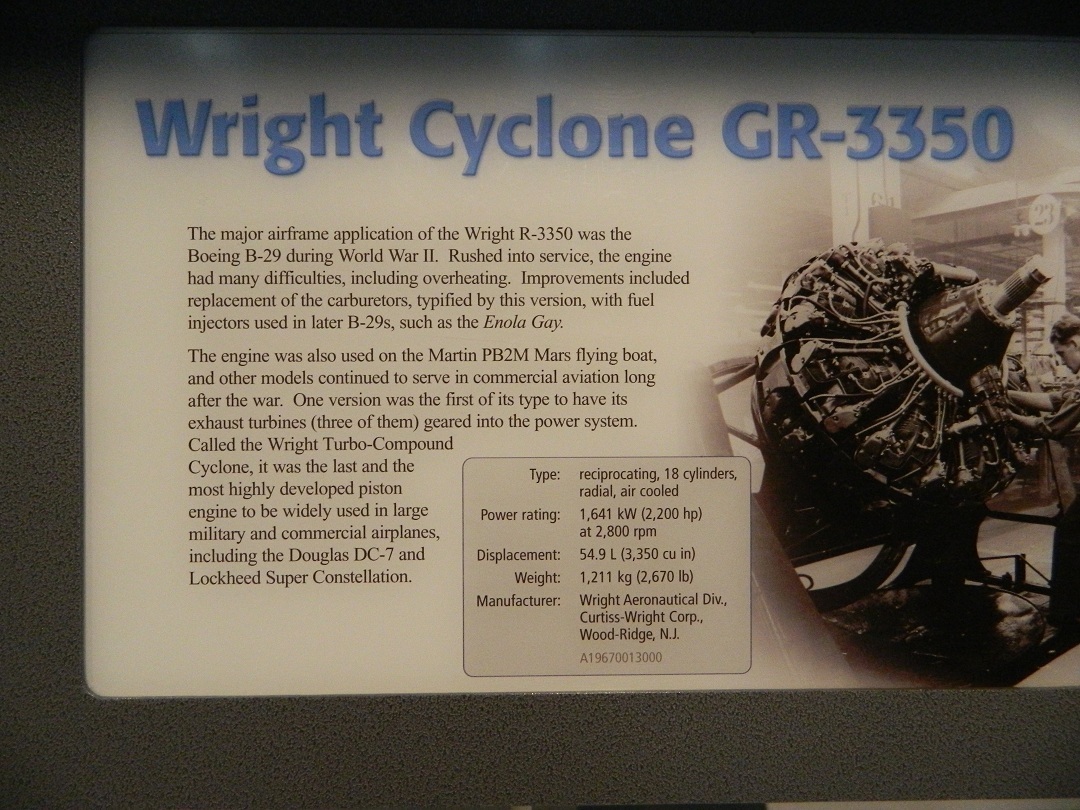 Wright Cyclone GR-3350
The major airframe application of the Wright R-3350 was the
Boeing B-29 during World War II. Rushed into service, the engine
had many difficulties, including overheating. Improvements included
replacement of the carburetors, typified by this version, with fuel
injectors used in later B-29s, such as the Enola Gay.
The engine was also used on the Martin PB2M Mars flying boat,
and other models continued to serve in commercial aviation long
after the war. One version was the first of its type to have its
exhaust turbines (three of them) geared into the power system.
Called the Wright Turbo-Compound
Cyclone, it was the last and the
most highly developed piston
engine to be widely used in large
military and commercial airplanes,
including the Douglas DC-7 and
Lockheed Super Constellation.
Type: reciprocating, 18 cylinders,
radial, air cooled
Power rating: 1,641 kW (2,200 hp)
at 2,800 rpm
Displacement: 54.9 L (3,350 cu in)
Weight: 1,211 kg (2,670 lb)
Manufacturer: Wright Aeronautical Div.,
Curtiss-Wright Corp.,
Wood-Ridge, N.J.
A19670013000
23